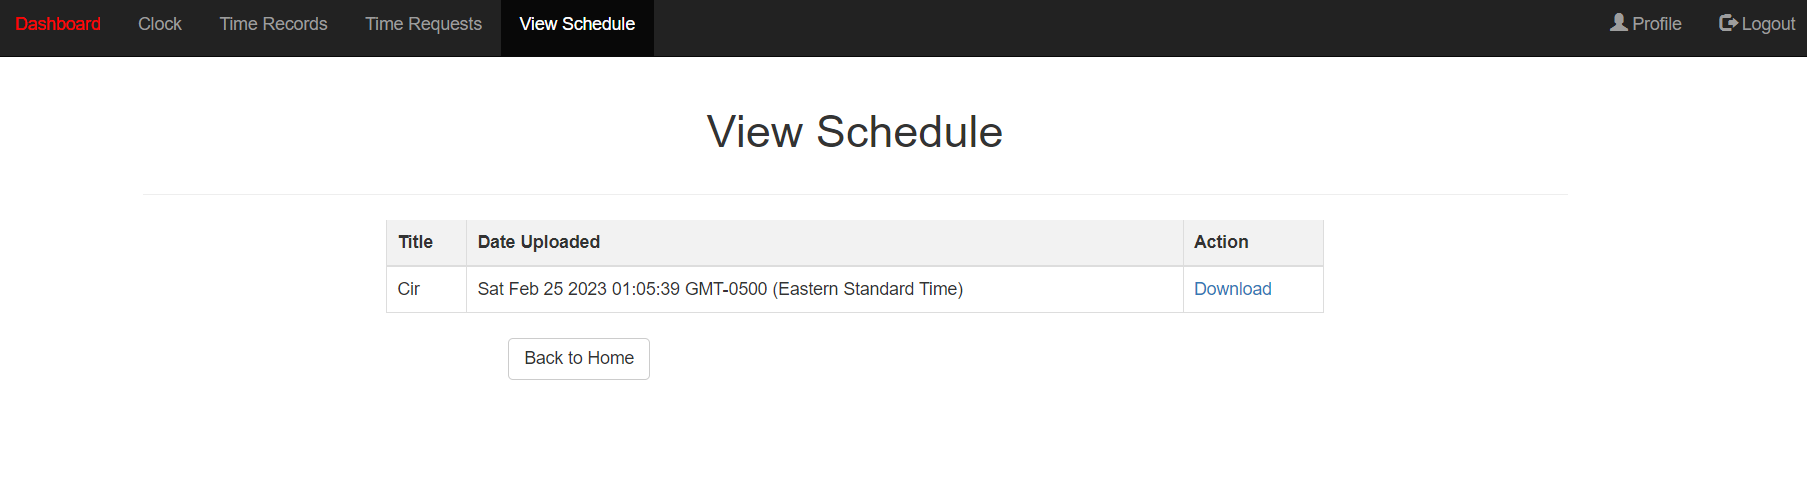 Dashboard Clock Time Records Time Requests View Schedule Profile Logout
View Schedule
Title Date Uploaded Action
Cir Sat Feb 25 2023 01:05:39 GMT-0500 (Eastern Standard Time) Download
Back to Home